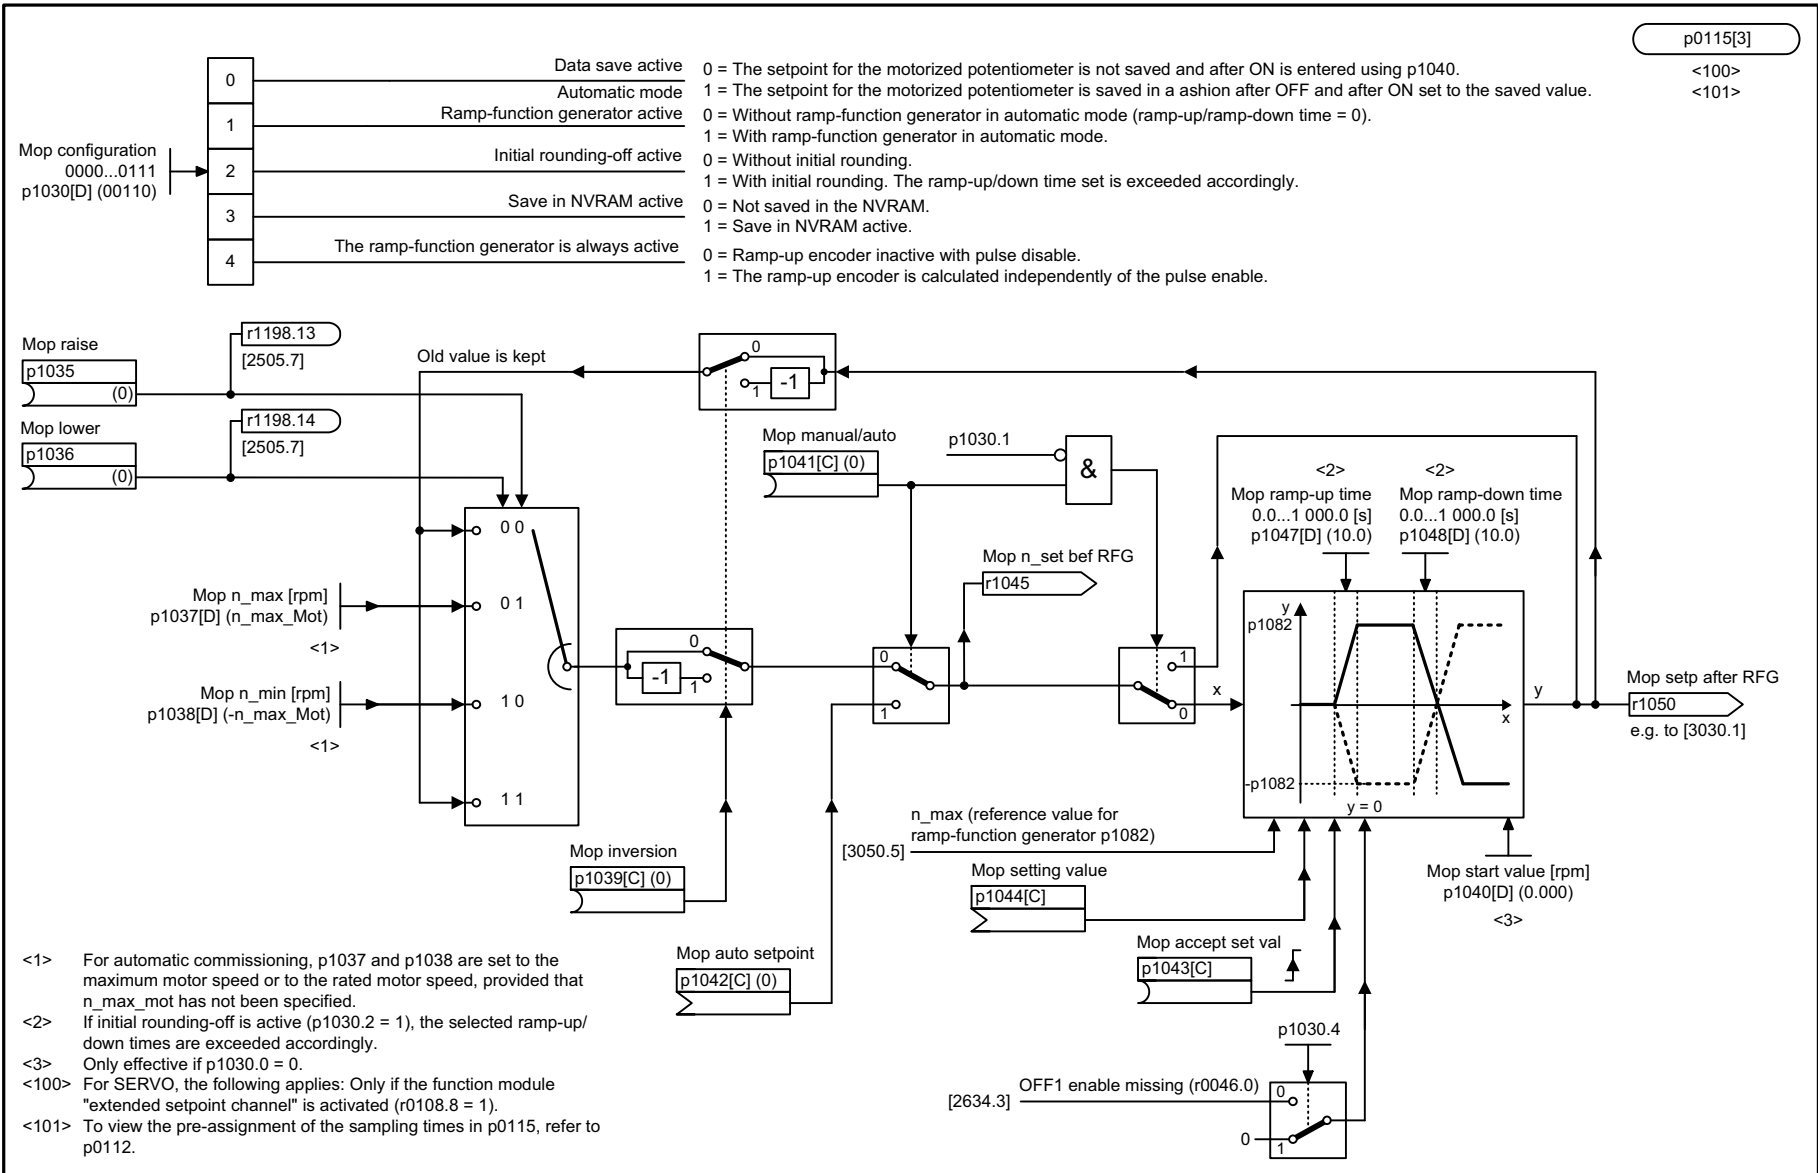 p0115[3]
<100>
<101>
Mop configuration
0000...0111
p1030[D] (00110)
0
1
2
3
4
Data save active
0 = The setpoint for the motorized potentiometer is not saved and after ON is entered using p1040.
Automatic mode
1 = The setpoint for the motorized potentiometer is saved in a ashion after OFF and after ON set to the saved value.
Ramp-function generator active
0 = Without ramp-function generator in automatic mode (ramp-up/ramp-down time = 0).
1 = With ramp-function generator in automatic mode.
Initial rounding-off active
0 = Without initial rounding.
1 = With initial rounding. The ramp-up/down time set is exceeded accordingly.
Save in NVRAM active
0 = Not saved in the NVRAM.
1 = Save in NVRAM active.
The ramp-function generator is always active
0 = Ramp-up encoder inactive with pulse disable.
1 = The ramp-up encoder is calculated independently of the pulse enable.
Mop raise
p1035
(0)
r1198.13
[2505.7]
Mop lower
p1036
(0)
r1198.14
[2505.7]
Old value is kept
0
1
-1
Mop manual/auto
p1041[C] (0)
p1030.1
&
<2>
Mop ramp-up time
0.0...1 000.0 [s]
p1047[D] (10.0)
<2>
Mop ramp-down time
0.0...1 000.0 [s]
p1048[D] (10.0)
0 0
0 1
1 0
1 1
Mop n_max [rpm]
p1037[D] (n_max_Mot)
<1>
Mop n_min [rpm]
p1038[D] (-n_max_Mot)
<1>
0
-1
1
Mop n_set bef RFG
r1045
0
1
1
0
x
y
p1082
x
-p1082
y = 0
y
Mop setp after RFG
r1050
e.g. to [3030.1]
n_max (reference value for
ramp-function generator p1082)
[3050.5]
Mop inversion
p1039[C] (0)
Mop setting value
p1044[C]
Mop start value [rpm]
p1040[D] (0.000)
<3>
Mop auto setpoint
p1042[C] (0)
Mop accept set val
p1043[C]
p1030.4
OFF1 enable missing (r0046.0)
[2634.3]
0
0
1
<1> For automatic commissioning, p1037 and p1038 are set to the
maximum motor speed or to the rated motor speed, provided that
n_max_mot has not been specified.
<2> If initial rounding-off is active (p1030.2 = 1), the selected ramp-up/
down times are exceeded accordingly.
<3> Only effective if p1030.0 = 0.
<100> For SERVO, the following applies: Only if the function module
"extended setpoint channel" is activated (r0108.8 = 1).
<101> To view the pre-assignment of the sampling times in p0115, refer to
p0112.